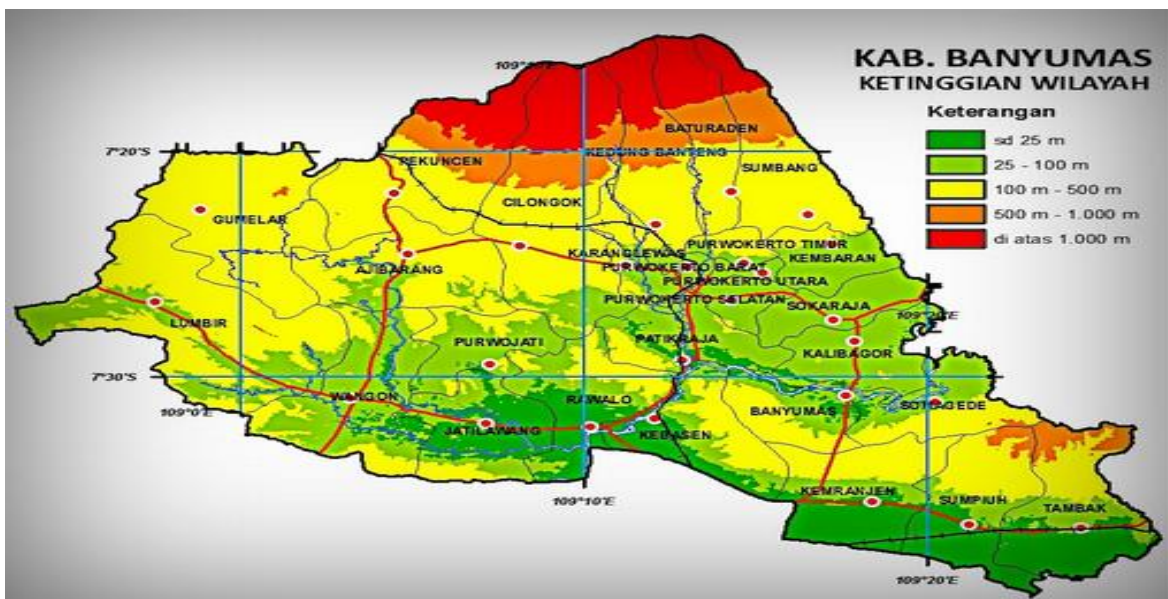 KAB. BANYUMAS
KETINGGIAN WILAYAH
Keterangan
sd 25 m
25 - 100 m
100 m - 500 m
500 m - 1.000 m
di atas 1.000 m
7°20'S
BATURADEN
PEKUNCEN
KEDUNG BANTENG
SUMBANG
CILONGOK
GUMELAR
PURWOKERTO TIMUR
KARANGLEWAS
KEMBARAN
AJIBARANG
PURWOKERTO BARAT
PURWOKERTO UTARA
PURWOKERTO SELATAN
SOKARAJA
109°20'E
LUMBIR
PATIKRAJA
PURWOJATI
KALIBAGOR
7°30'S
109°0'E
WANGON
RAWALO
BANYUMAS
SOMAGEDE
JATILAWANG
KEBASEN
109°10'E
KEMRANJEN
SUMPIUH
TAMBAK
109°20'E